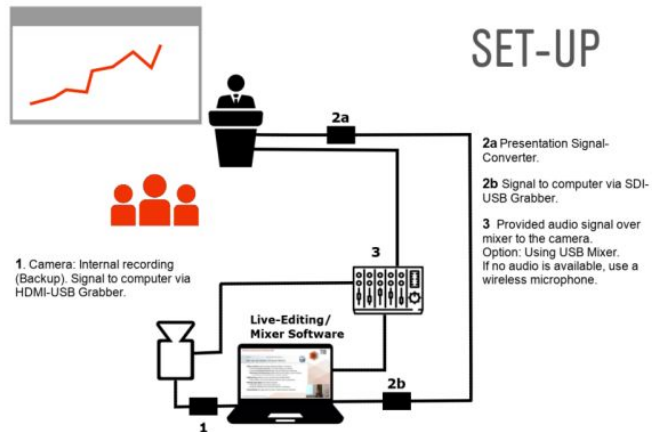 SET-UP
2a
2a Presentation Signal-
Converter.
2b Signal to computer via SDI-
USB Grabber.
3 Provided audio signal over
mixer to the camera.
Option: Using USB Mixer.
If no audio is available, use a
wireless microphone.
1. Camera: Internal recording
(Backup). Signal to computer via
HDMI-USB Grabber.
3
Live-Editing/
Mixer Software
2b
1